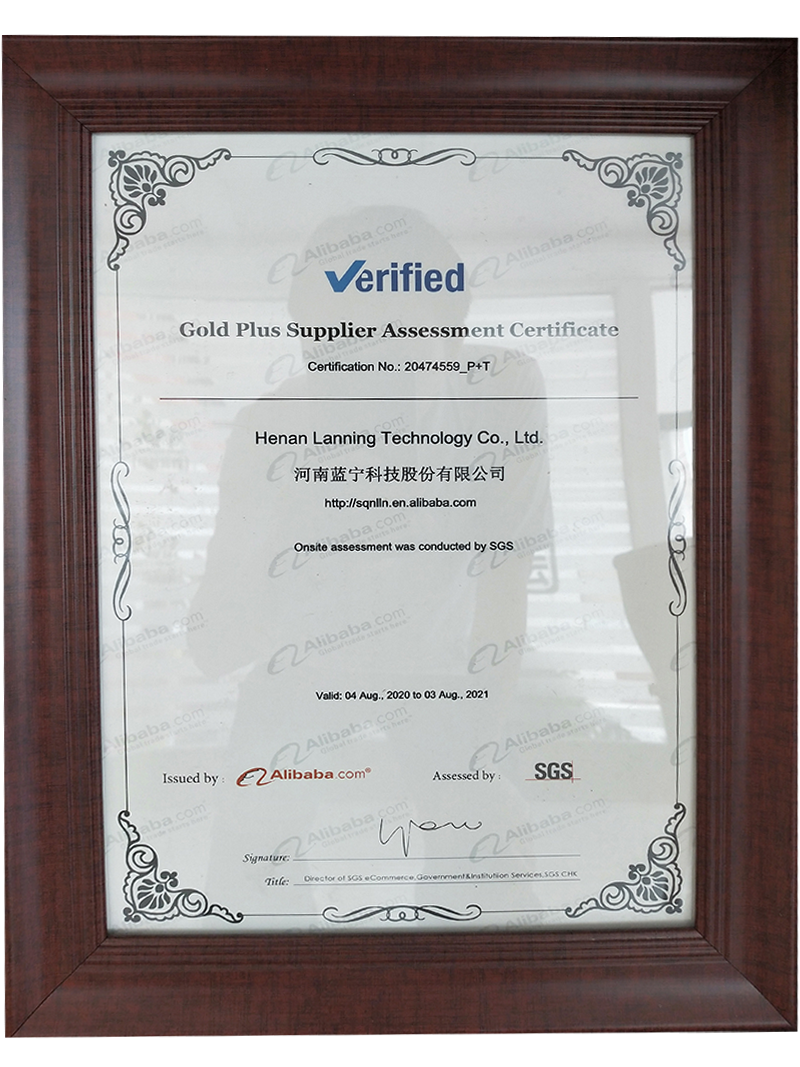 Verified
Gold Plus Supplier Assessment Certificate
Certification No.: 20474559_P+T
Henan Lanning Technology Co., Ltd.
河南蓝宁科技股份有限公司
http://sqnlln.en.alibaba.com
Onsite assessment was conducted by SGS
Valid: 04 Aug., 2020 to 03 Aug., 2021
Issued by : Alibaba.com® Assessed by : SGS
Signature:
Title: Director of SGS eCommerce,Government&Institutiion Services,SGS CHK